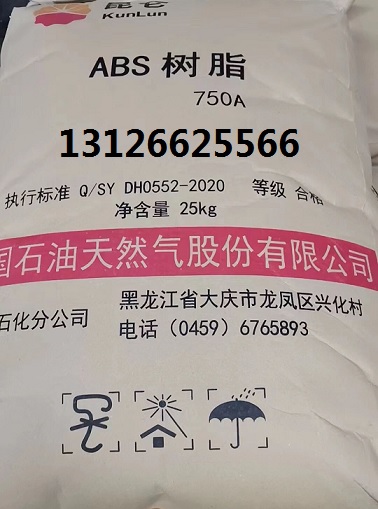 昆仑
KunLun
ABS 树脂
750A
13126625566
执行标准 Q/SY DH0552-2020 等级 合格
净含量 25kg
国石油天然气股份有限公司
石化分公司
黑龙江省大庆市龙凤区兴化村
电话（0459）6765893